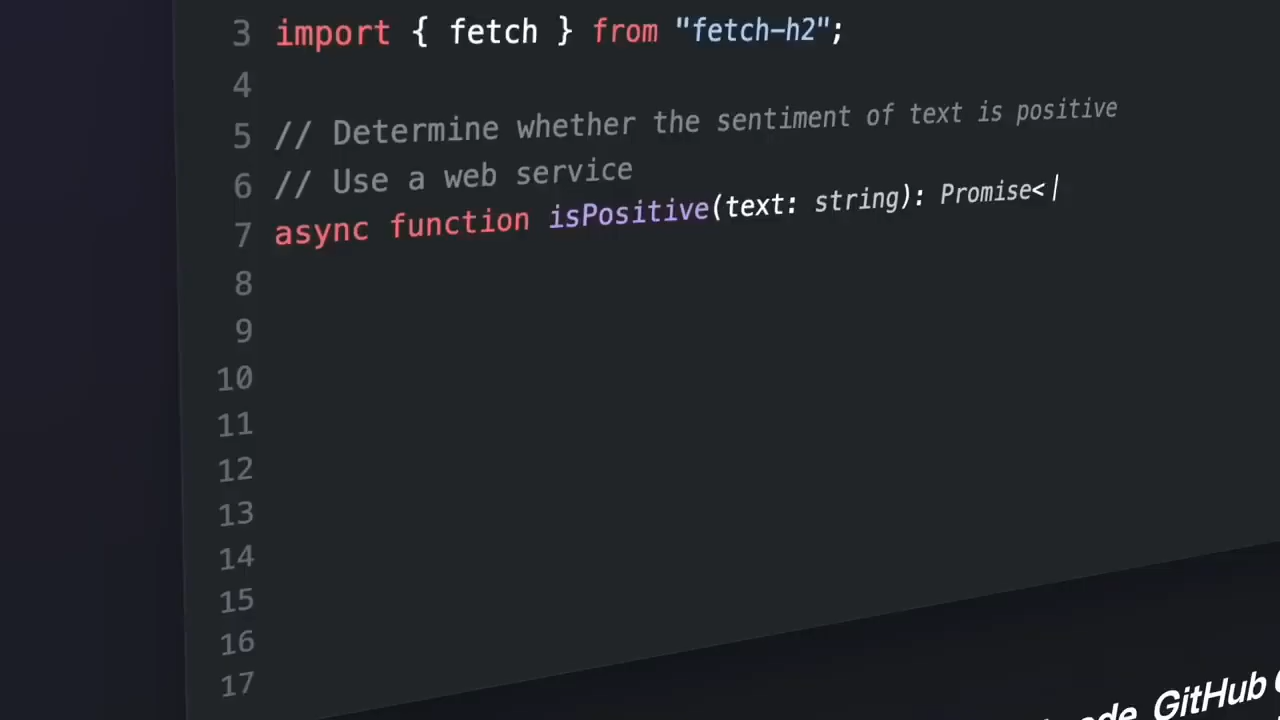 3 import { fetch } from "fetch-h2";
4
5 // Determine whether the sentiment of text is positive
6 // Use a web service
7 async function isPositive(text: string): Promise<
8
9
10
11
12
13
14
15
16
17
GitHub